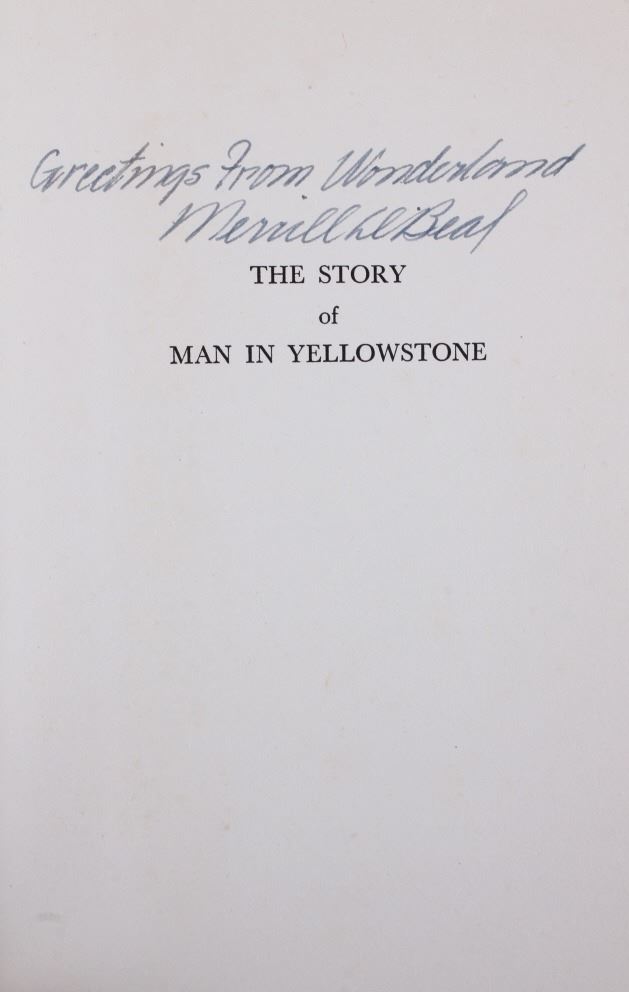 Greetings From Wonderland
Merrill D. Beal
THE STORY
of
MAN IN YELLOWSTONE